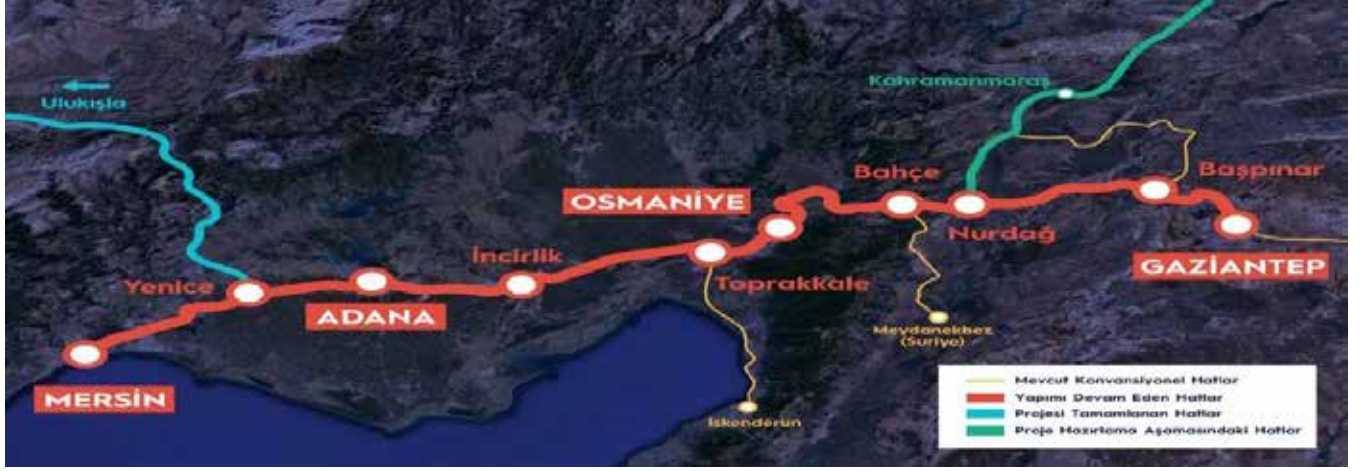 Ulukışla
Kahramanmaraş
Bahçe
Başpınar
OSMANİYE
Nurdağ
İncirlik
GAZİANTEP
Yenice
Toprakkale
ADANA
Meydanekbez
(Suriye)
MERSİN
İskenderun
Mevcut Konvansiyonel Hatlar
Yapımı Devam Eden Hatlar
Projesi Tamamlanan Hatlar
Proje Hazırlama Aşamasındaki Hatlar